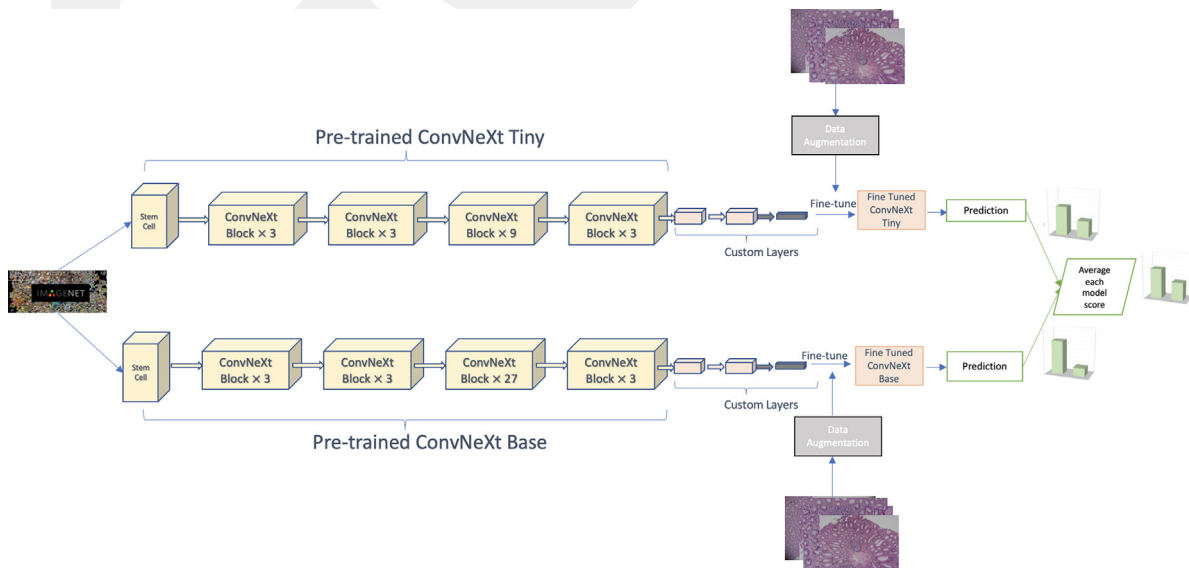 Data
Augmentation
Pre-trained ConvNeXt Tiny
Stem
Cell
ConvNeXt
Block × 3
ConvNeXt
Block × 3
ConvNeXt
Block × 9
ConvNeXt
Block × 3
Custom Layers
Fine-tune
Fine Tuned
ConvNeXt
Tiny
Prediction
IMAGENET
Average
each
model
score
Stem
Cell
ConvNeXt
Block × 3
ConvNeXt
Block × 3
ConvNeXt
Block × 27
ConvNeXt
Block × 3
Custom Layers
Fine-tune
Fine Tuned
ConvNeXt
Base
Prediction
Pre-trained ConvNeXt Base
Data
Augmentation